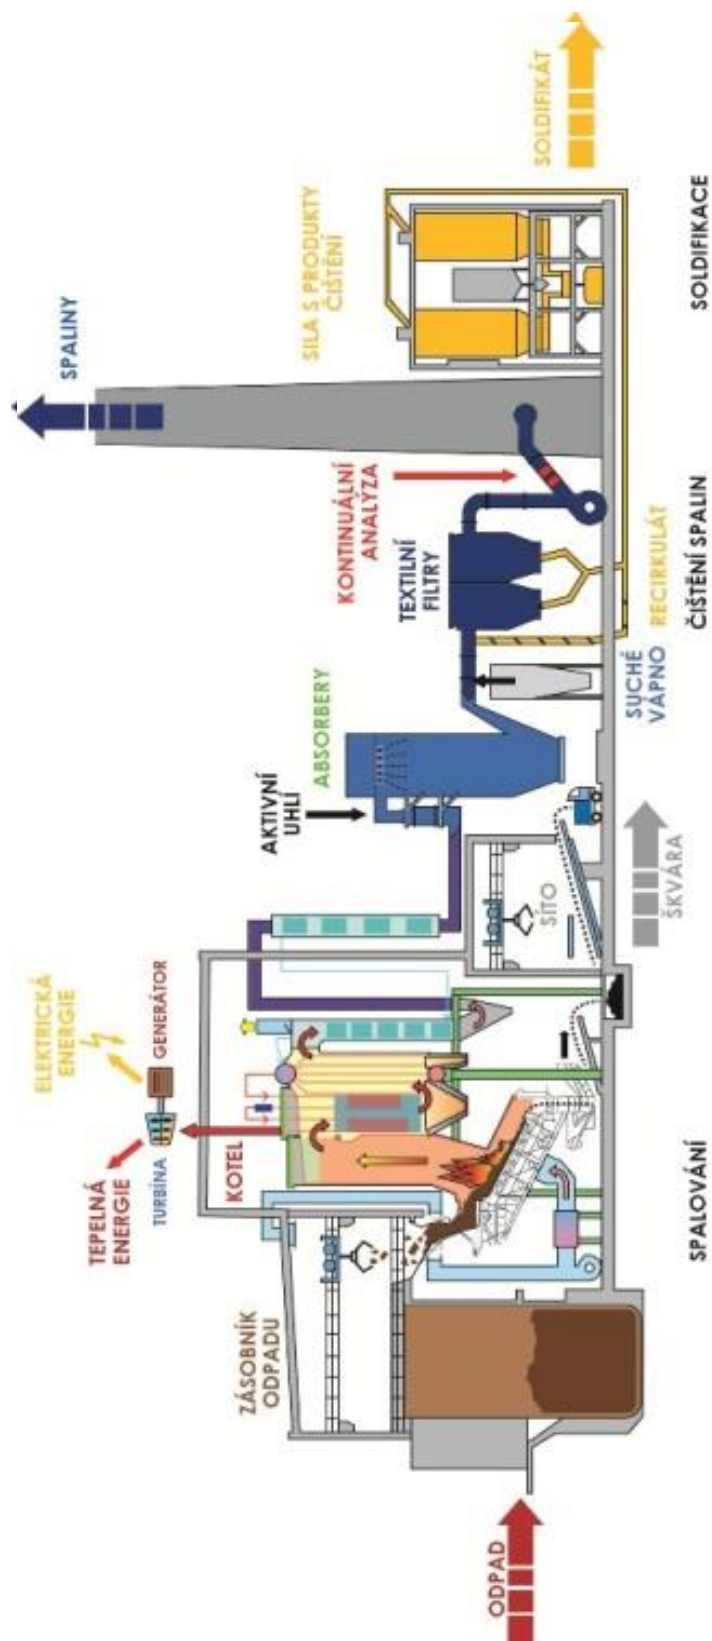 ODPAD
ZÁSOBNÍK
ODPADU
TEPELNÁ
ENERGIE
TURBÍNA
GENERÁTOR
ELEKTRICKÁ
ENERGIE
KOTEL
SÍTO
ŠKVÁRA
AKTIVNÍ
UHLÍ
ABSORBERY
SUCHÉ
VÁPNO
TEXTILNÍ
FILTRY
RECIRKULÁT
KONTINUÁLNÍ
ANALÝZA
SPALINY
SILA S PRODUKTY
ČIŠTĚNÍ
SOLDIFIKÁT
SPALOVÁNÍ
ČIŠTĚNÍ SPALIN
SOLDIFIKACE